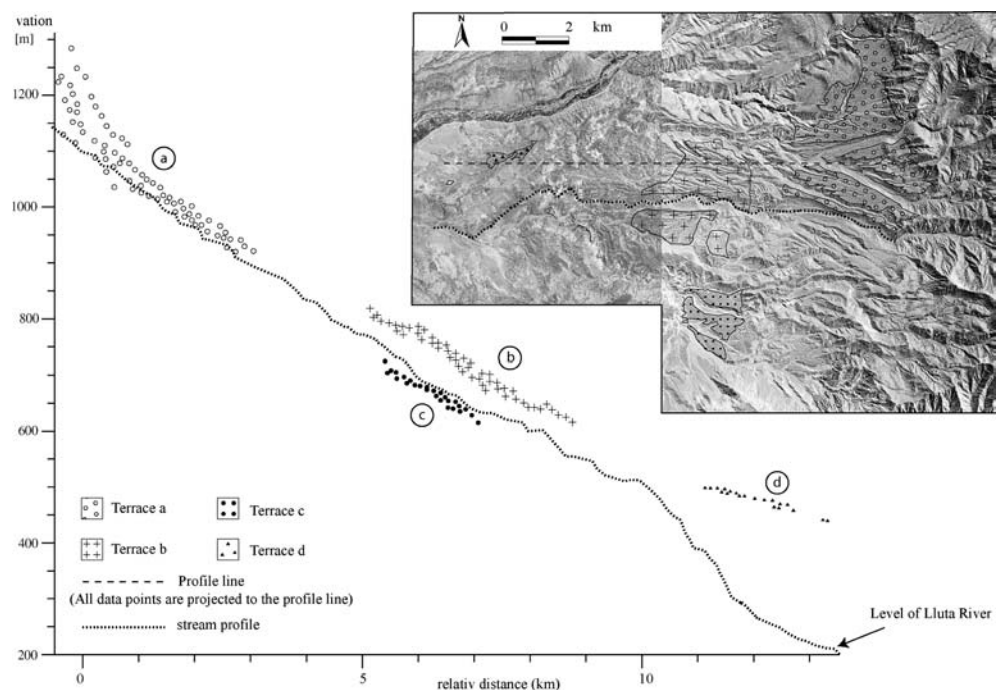 vation
[m]
N
0 2 km
1200
1000
800
600
400
200
a
b
c
d
Terrace a
Terrace c
Terrace b
Terrace d
Profile line
(All data points are projected to the profile line)
stream profile
Level of Lluta River
0 5 10
relativ distance (km)